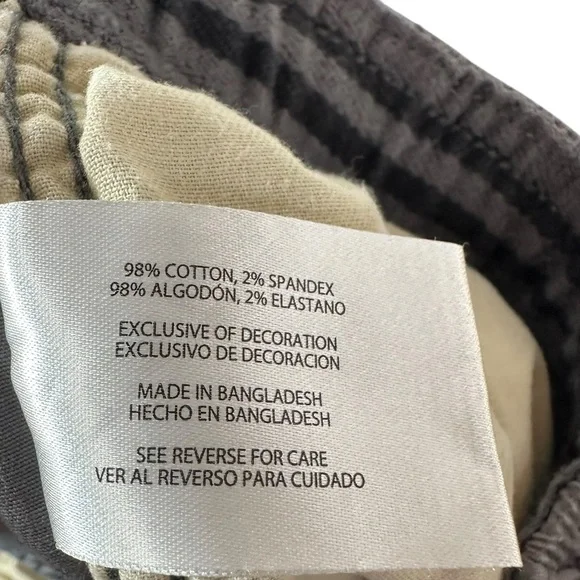 98% COTTON, 2% SPANDEX
98% ALGODÓN, 2% ELASTANO
EXCLUSIVE OF DECORATION
EXCLUSIVO DE DECORACION
MADE IN BANGLADESH
HECHO EN BANGLADESH
SEE REVERSE FOR CARE
VER AL REVERSO PARA CUIDADO